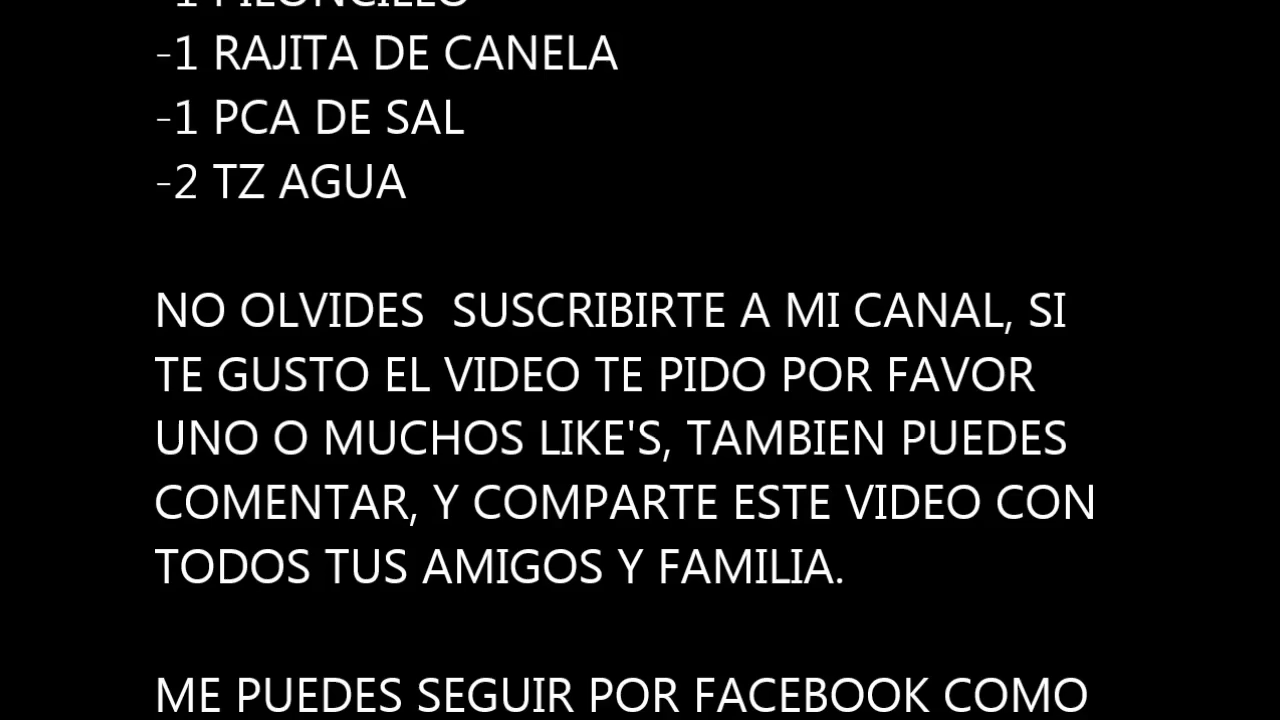 -1 PILONCILLO
-1 RAJITA DE CANELA
-1 PCA DE SAL
-2 TZ AGUA
NO OLVIDES  SUSCRIBIRTE A MI CANAL, SI
TE GUSTO EL VIDEO TE PIDO POR FAVOR
UNO O MUCHOS LIKE'S, TAMBIEN PUEDES
COMENTAR, Y COMPARTE ESTE VIDEO CON
TODOS TUS AMIGOS Y FAMILIA.
ME PUEDES SEGUIR POR FACEBOOK COMO